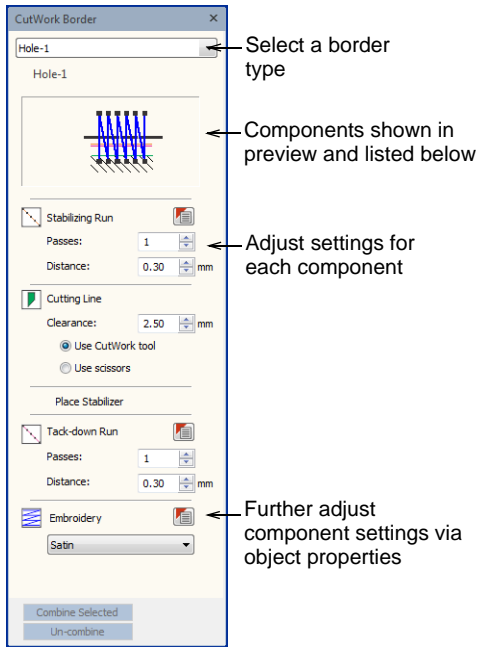 CutWork Border ×
Hole-1
Select a border
type
Hole-1
Components shown in
preview and listed below
Stabilizing Run
Passes: 1
Distance: 0.30 mm
Adjust settings for
each component
Cutting Line
Clearance: 2.50 mm
Use CutWork tool
Use scissors
Place Stabilizer
Tack-down Run
Passes: 1
Distance: 0.30 mm
Embroidery
Satin
Further adjust
component settings via
object properties
Combine Selected
Un-combine